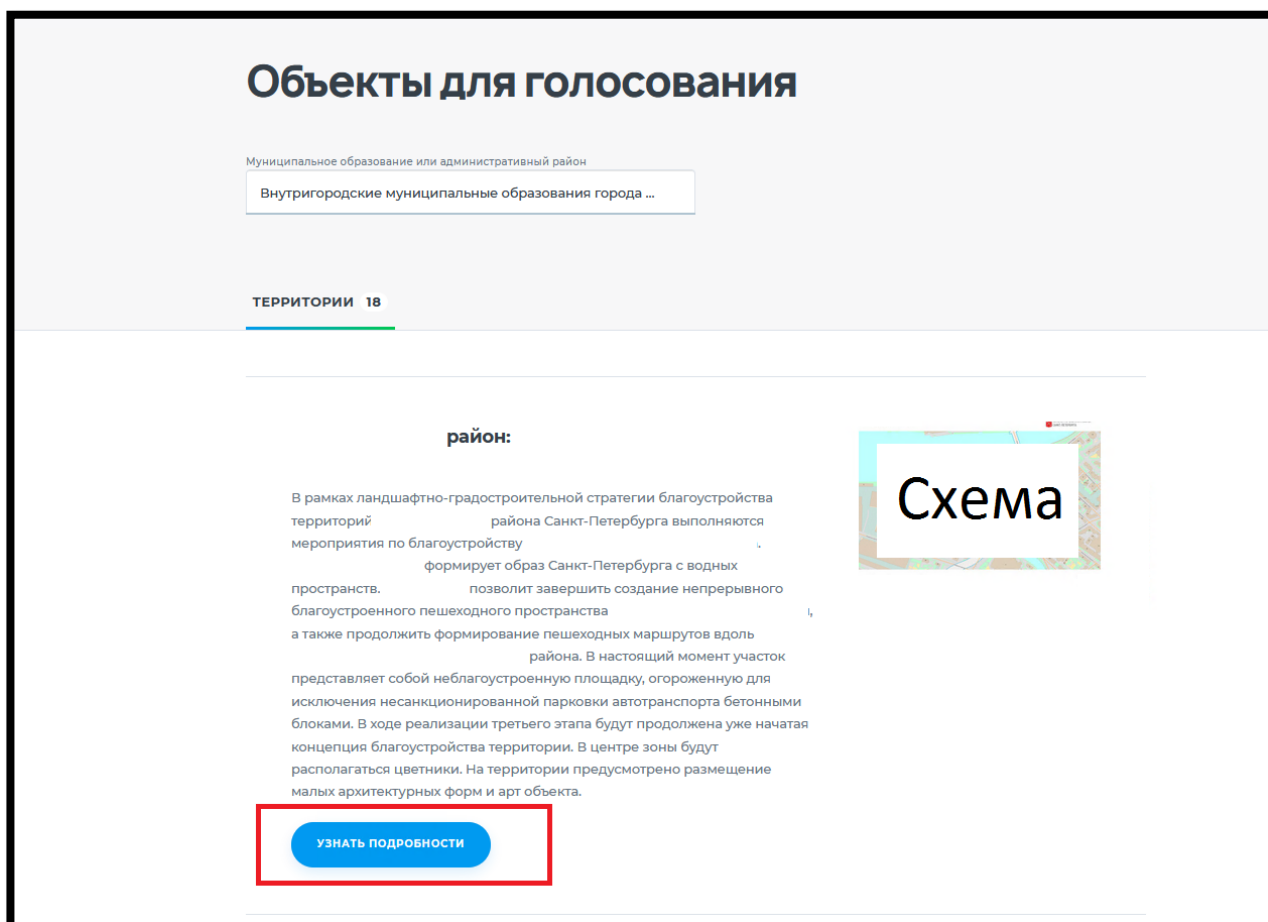 Объекты для голосования
Муниципальное образование или административный район
Внутригородские муниципальные образования города ...
ТЕРРИТОРИИ 18
район:
Схема
В рамках ландшафтно-градостроительной стратегии благоустройства
территорий района Санкт-Петербурга выполняются
мероприятия по благоустройству .
формирует образ Санкт-Петербурга с водных
пространств. позволит завершить создание непрерывного
благоустроенного пешеходного пространства ,
а также продолжить формирование пешеходных маршрутов вдоль
района. В настоящий момент участок
представляет собой неблагоустроенную площадку, огороженную для
исключения несанкционированной парковки автотранспорта бетонными
блоками. В ходе реализации третьего этапа будут продолжена уже начатая
концепция благоустройства территории. В центре зоны будут
располагаться цветники. На территории предусмотрено размещение
малых архитектурных форм и арт объекта.
УЗНАТЬ ПОДРОБНОСТИ